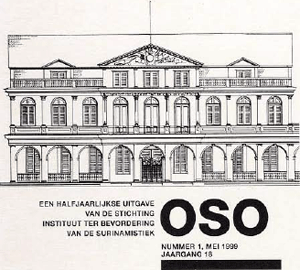 EEN HALFJAARLIJKSE UITGAVE
VAN DE STICHTING
INSTITUUT TER BEVORDERING
VAN DE SURINAMISTIEK
OSO
NUMMER 1, MEI 1999
JAARGANG 18